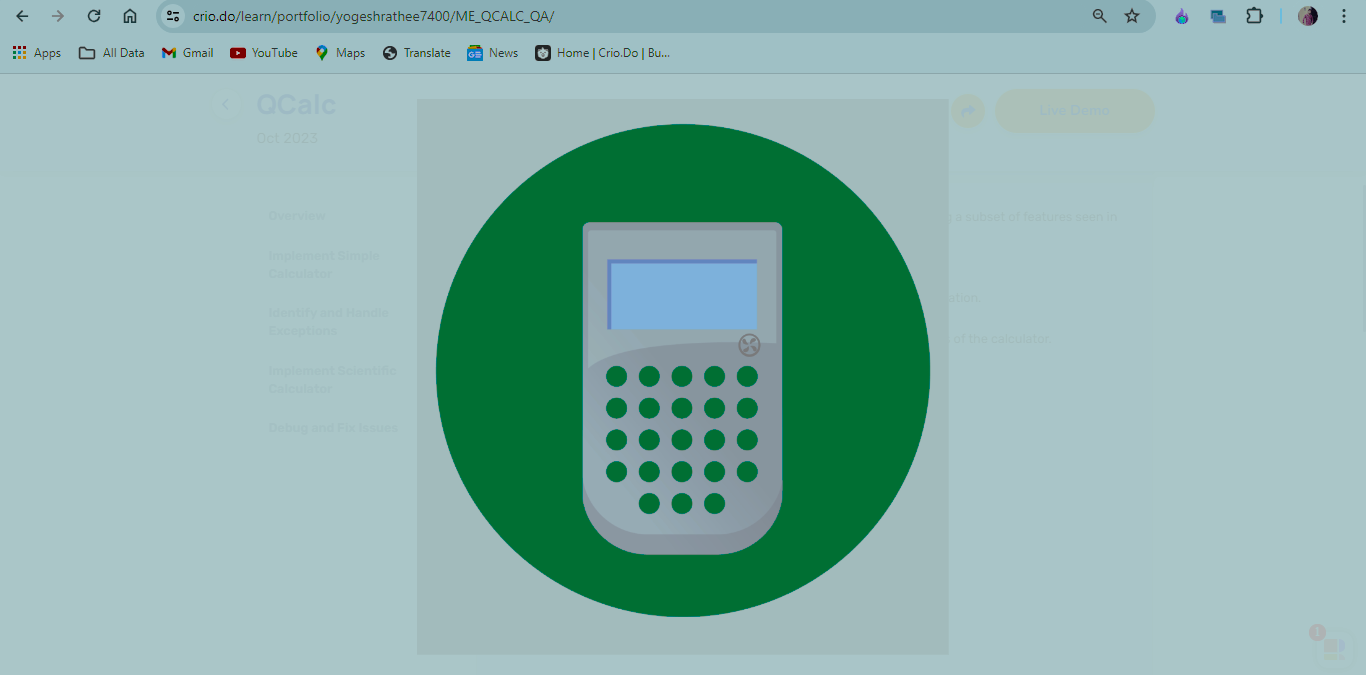 crio.do/learn/portfolio/yogeshrathee7400/ME_QCALC_QA/
Apps All Data Gmail YouTube Maps Translate News Home | Crio.Do | Bu...
QCalc
Live Demo
Oct 2023
Overview
a subset of features seen in
Implement Simple
Calculator
Identify and Handle
Exceptions
of the calculator.
Implement Scientific
Calculator
Debug and Fix Issues
1